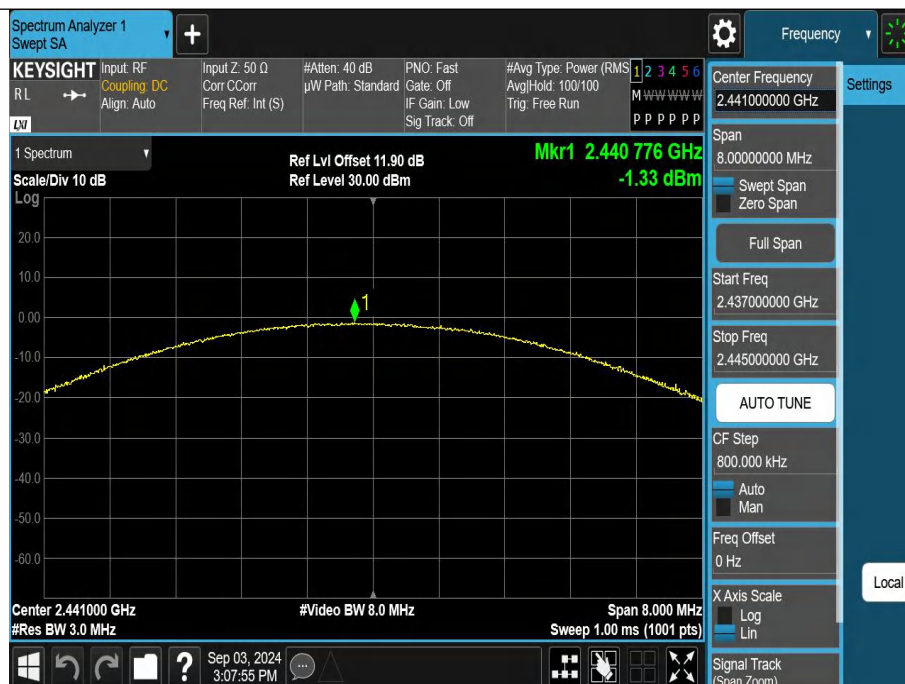 Spectrum Analyzer 1
Swept SA
+
Frequency
KEYSIGHT
RL
LXI
Input: RF
Coupling: DC
Align: Auto
Input Z: 50 Ω
Corr CCorr
Freq Ref: Int (S)
#Atten: 40 dB
µW Path: Standard
PNO: Fast
Gate: Off
IF Gain: Low
Sig Track: Off
#Avg Type: Power (RMS
Avg|Hold: 100/100
Trig: Free Run
1 2 3 4 5 6
M W W W W W
P P P P P P
1 Spectrum
Scale/Div 10 dB
Log
Ref Lvl Offset 11.90 dB
Ref Level 30.00 dBm
Mkr1 2.440 776 GHz
-1.33 dBm
20.0
10.0
0.00
-10.0
-20.0
-30.0
-40.0
-50.0
-60.0
1
Center 2.441000 GHz
#Res BW 3.0 MHz
#Video BW 8.0 MHz
Span 8.000 MHz
Sweep 1.00 ms (1001 pts)
?
Sep 03, 2024
3:07:55 PM
Center Frequency
2.441000000 GHz
Span
8.00000000 MHz
Swept Span
Zero Span
Full Span
Start Freq
2.437000000 GHz
Stop Freq
2.445000000 GHz
AUTO TUNE
CF Step
800.000 kHz
Auto
Man
Freq Offset
0 Hz
X Axis Scale
Log
Lin
Signal Track
(Span Zoom)
Settings
Local